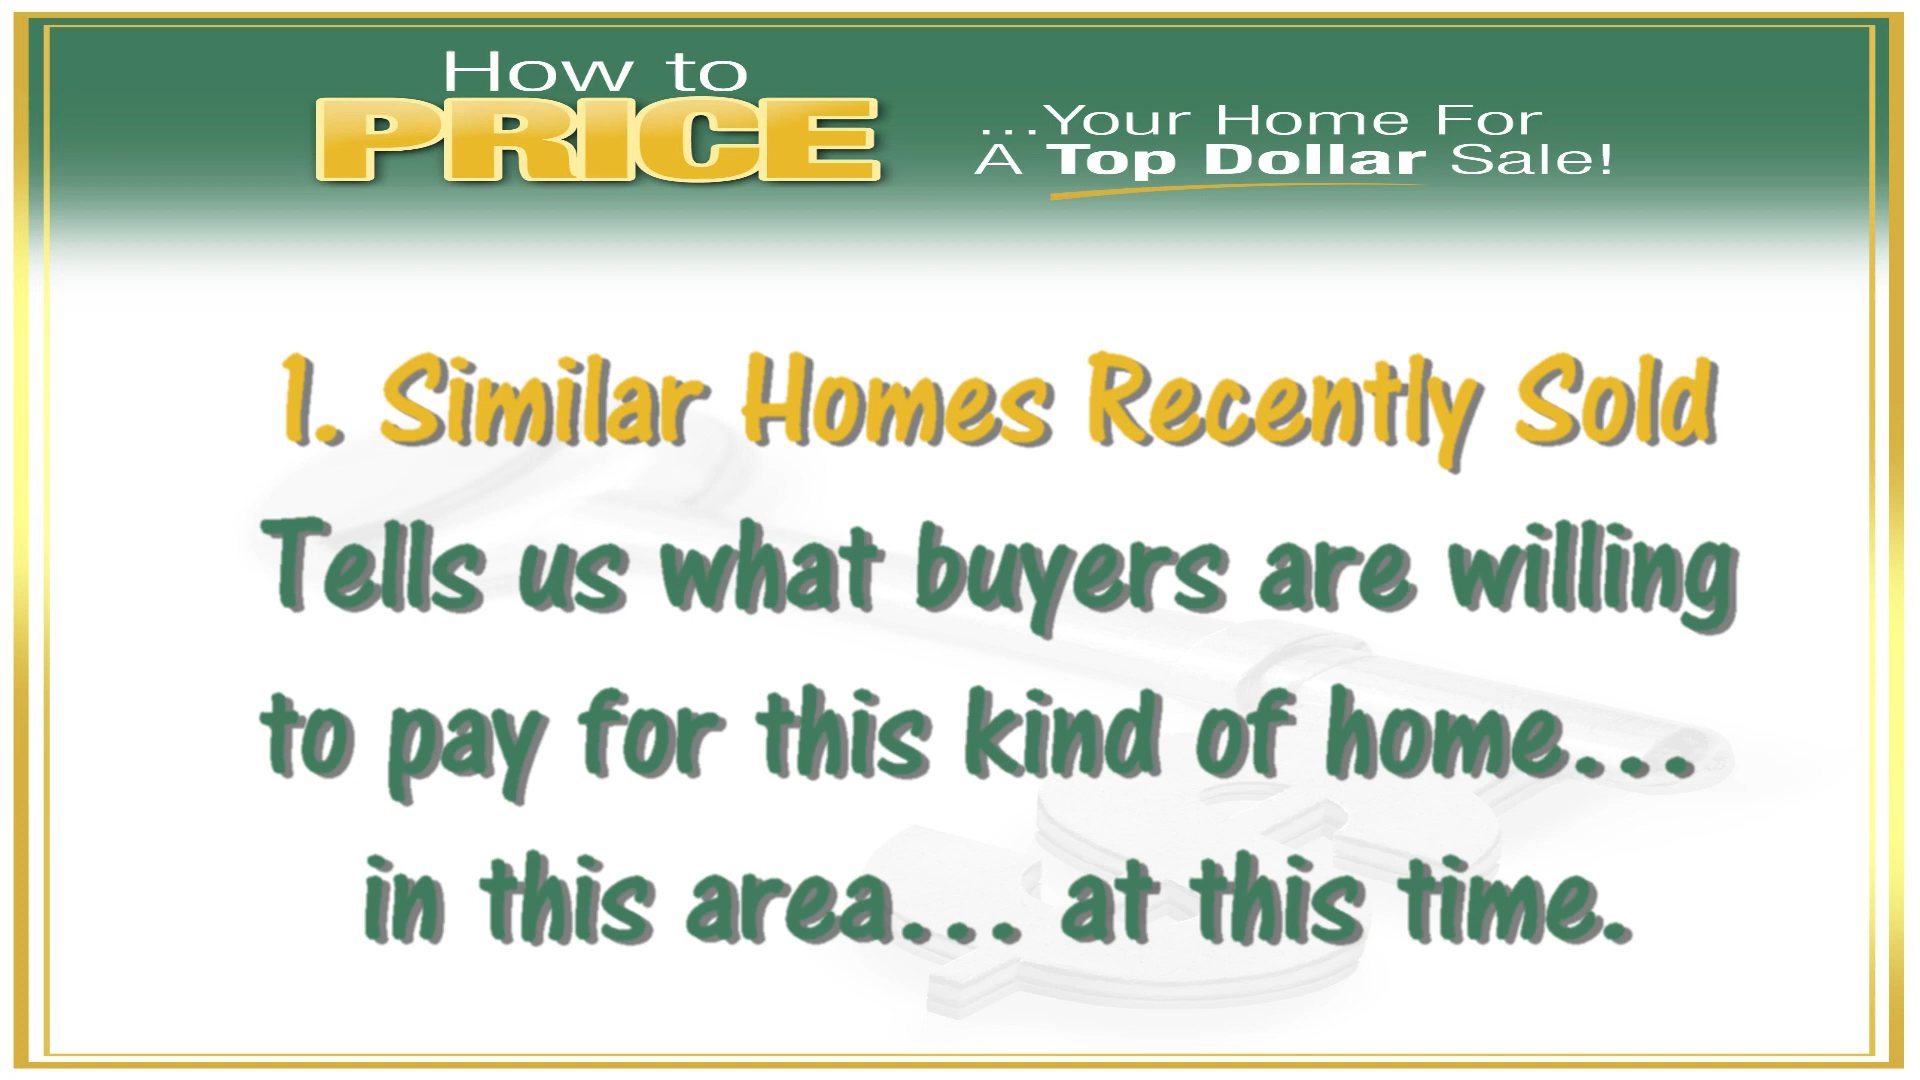 How to
PRICE
...Your Home For
A Top Dollar Sale!
1. Similar Homes Recently Sold
Tells us what buyers are willing
to pay for this kind of home...
in this area... at this time.